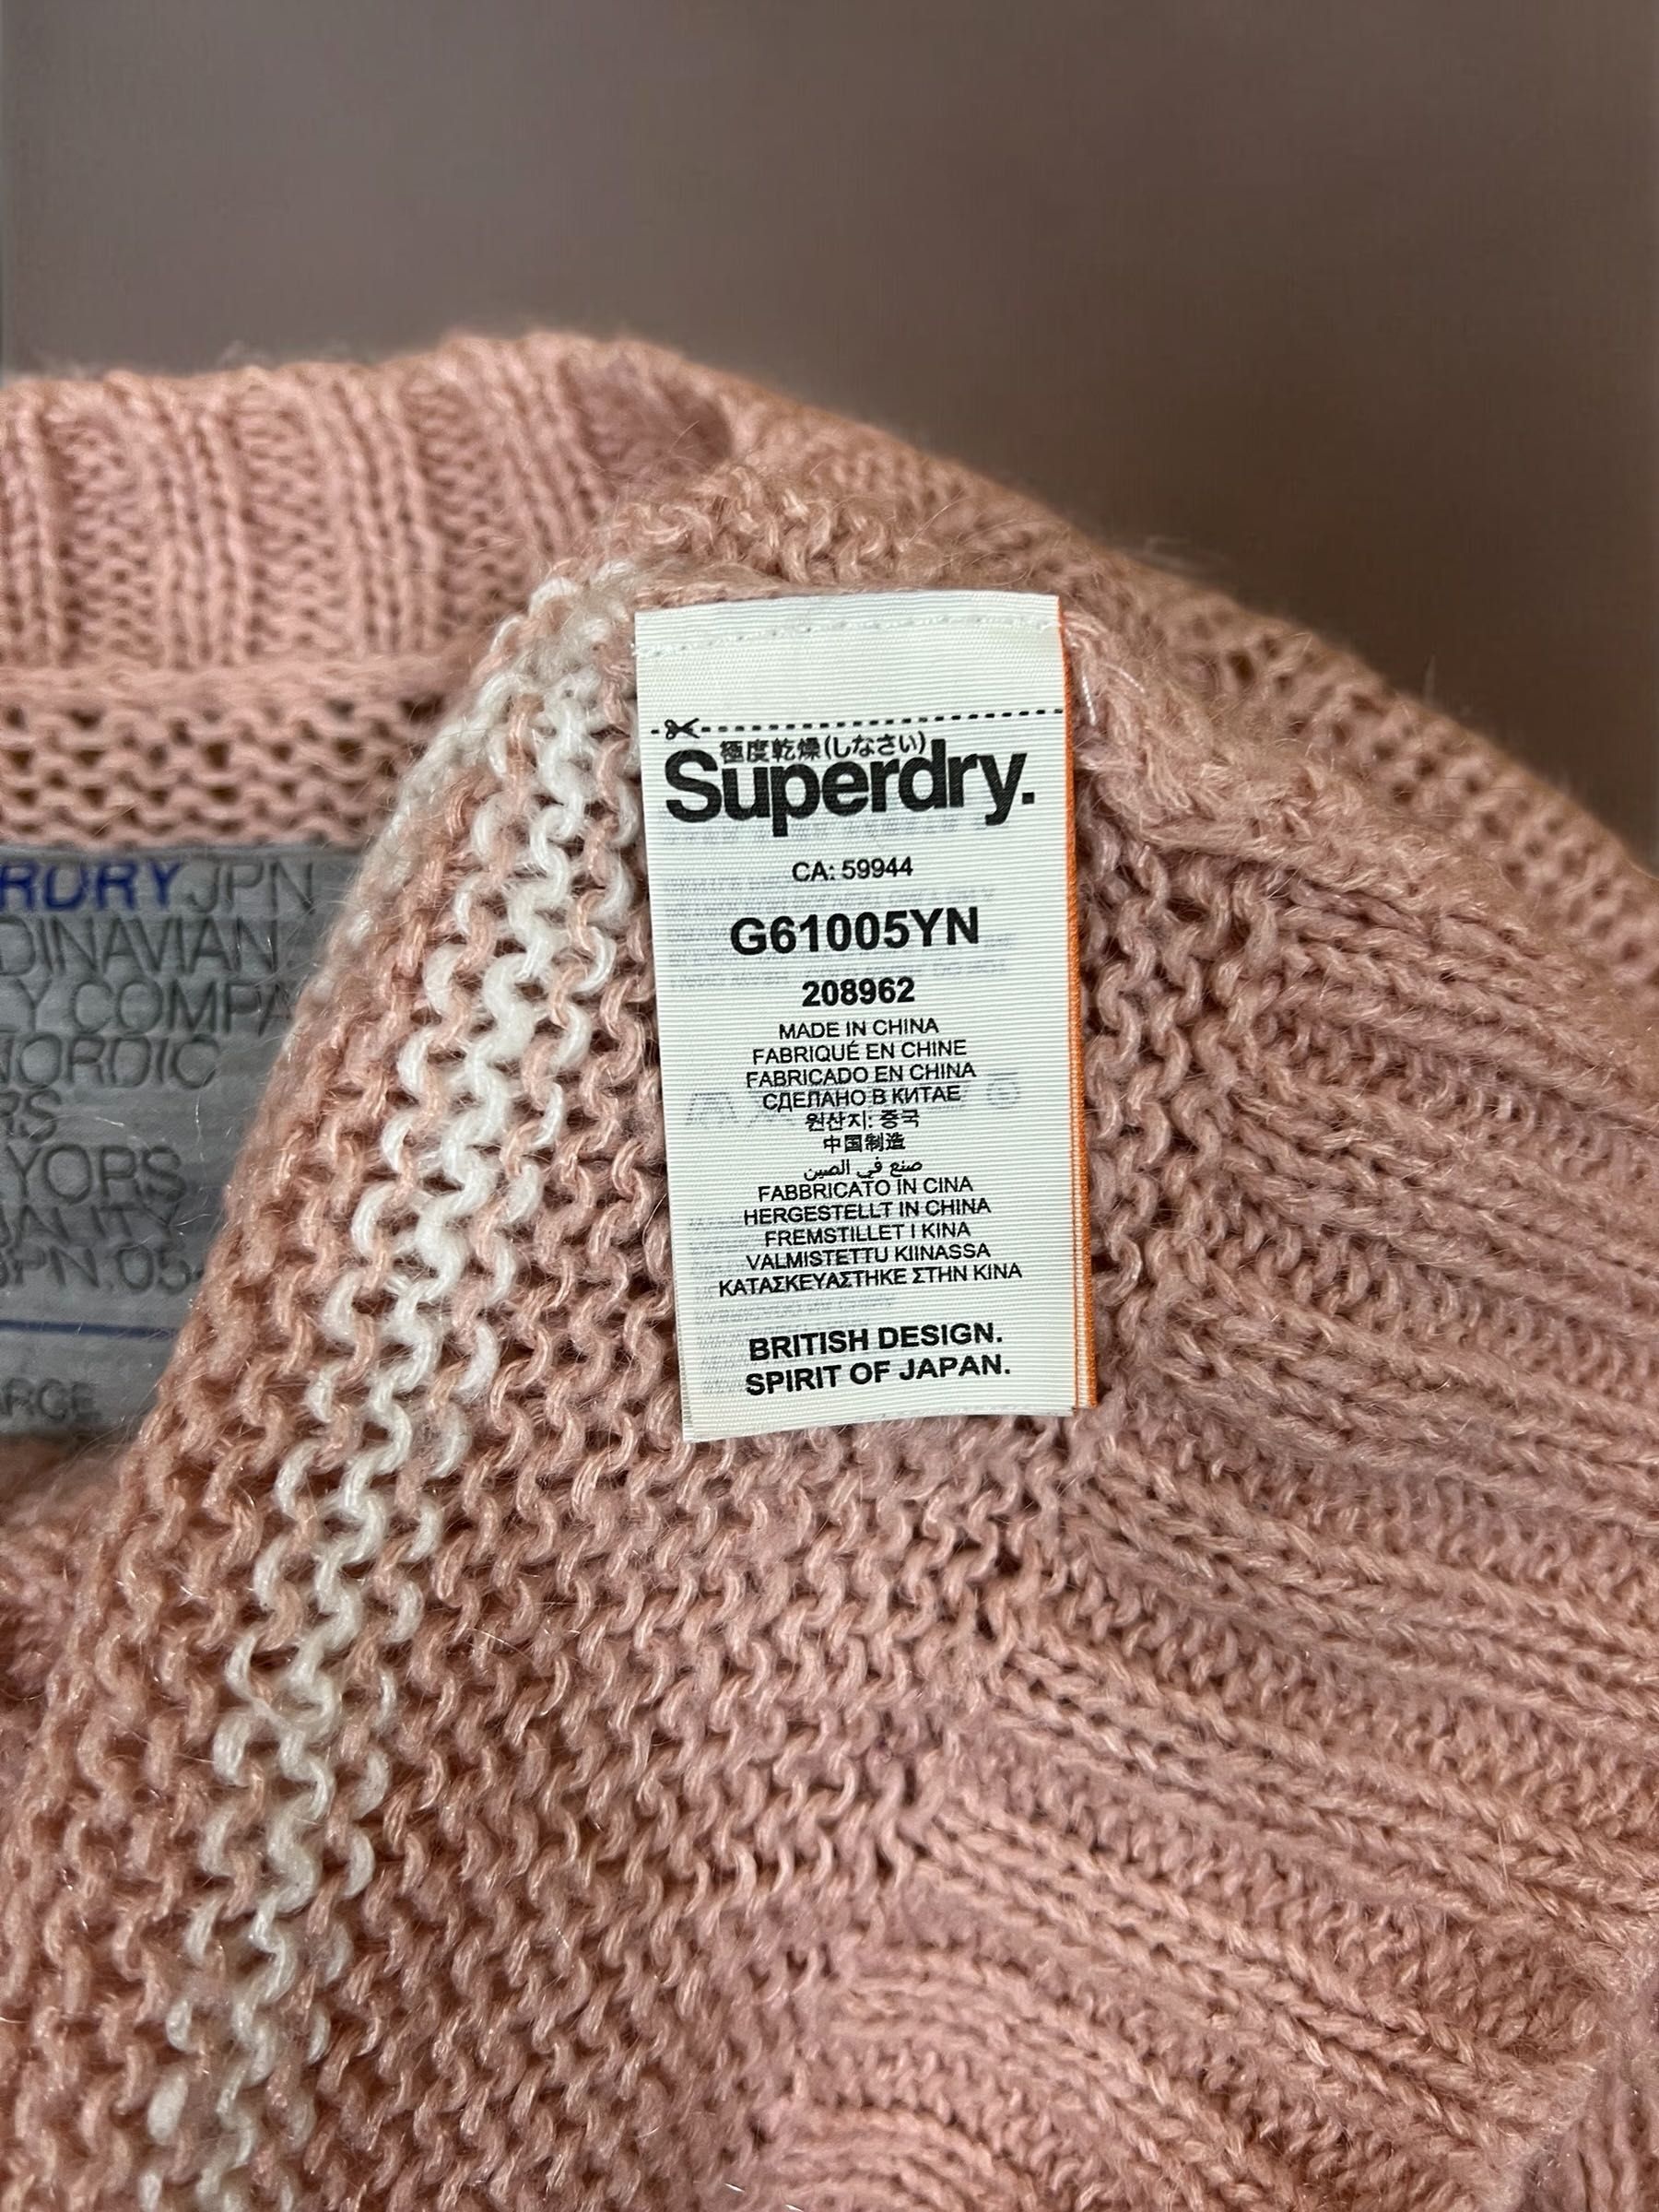 極度乾燥(しなさい)
Superdry.
CA: 59944
G61005YN
208962
MADE IN CHINA
FABRIQUÉ EN CHINE
FABRICADO EN CHINA
СДЕЛАНО В КИТАЕ
원산지: 중국
中国制造
صنع في الصين
FABBRICATO IN CINA
HERGESTELLT IN CHINA
FREMSTILLET I KINA
VALMISTETTU KIINASSA
ΚΑΤΑΣΚΕΥΑΣΤΗΚΕ ΣΤΗΝ ΚΙΝΑ
BRITISH DESIGN.
SPIRIT OF JAPAN.
RDRY JPN
DINAVIAN
Y COMPA
NORDIC
RS
YORS
ALITY
JPN 05
ARGE